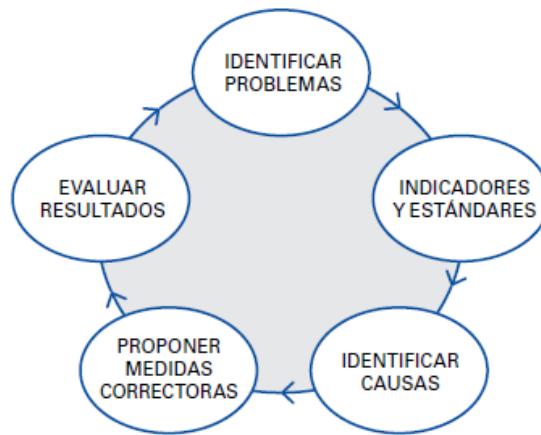 IDENTIFICAR
PROBLEMAS
INDICADORES
Y ESTÁNDARES
IDENTIFICAR
CAUSAS
PROPONER
MEDIDAS
CORRECTORAS
EVALUAR
RESULTADOS